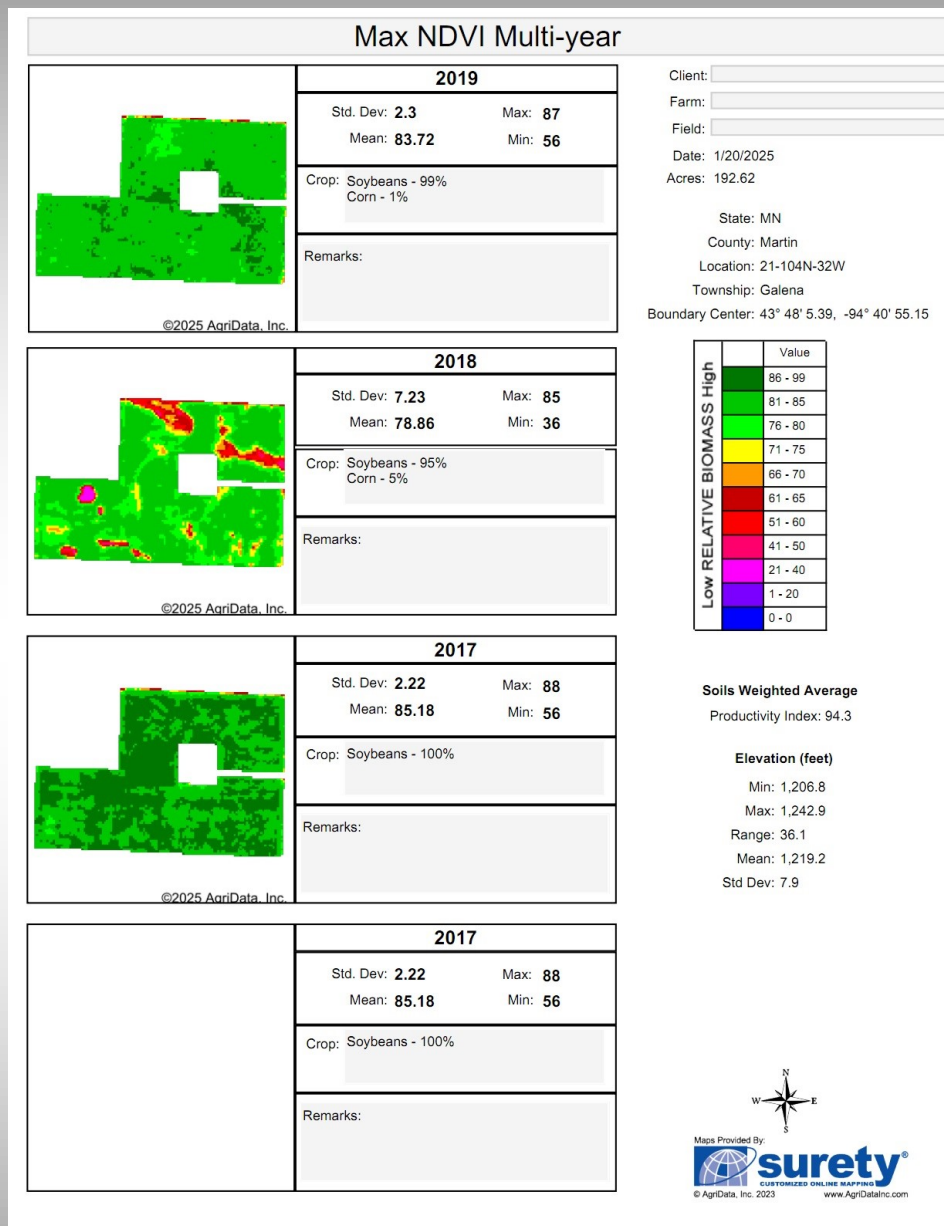 Max NDVI Multi-year
2019
Std. Dev: 2.3 Max: 87
Mean: 83.72 Min: 56
Crop: Soybeans - 99%
Corn - 1%
Remarks:
©2025 AgriData, Inc.
2018
Std. Dev: 7.23 Max: 85
Mean: 78.86 Min: 36
Crop: Soybeans - 95%
Corn - 5%
Remarks:
©2025 AgriData, Inc.
2017
Std. Dev: 2.22 Max: 88
Mean: 85.18 Min: 56
Crop: Soybeans - 100%
Remarks:
©2025 AgriData, Inc.
2017
Std. Dev: 2.22 Max: 88
Mean: 85.18 Min: 56
Crop: Soybeans - 100%
Remarks:
Client:
Farm:
Field:
Date: 1/20/2025
Acres: 192.62
State: MN
County: Martin
Location: 21-104N-32W
Township: Galena
Boundary Center: 43° 48' 5.39, -94° 40' 55.15
Low RELATIVE BIOMASS High
Value
86 - 99
81 - 85
76 - 80
71 - 75
66 - 70
61 - 65
51 - 60
41 - 50
21 - 40
1 - 20
0 - 0
Soils Weighted Average
Productivity Index: 94.3
Elevation (feet)
Min: 1,206.8
Max: 1,242.9
Range: 36.1
Mean: 1,219.2
Std Dev: 7.9
N
W E
S
Maps Provided By:
surety®
CUSTOMIZED ONLINE MAPPING
© AgriData, Inc. 2023 www.AgriDataInc.com